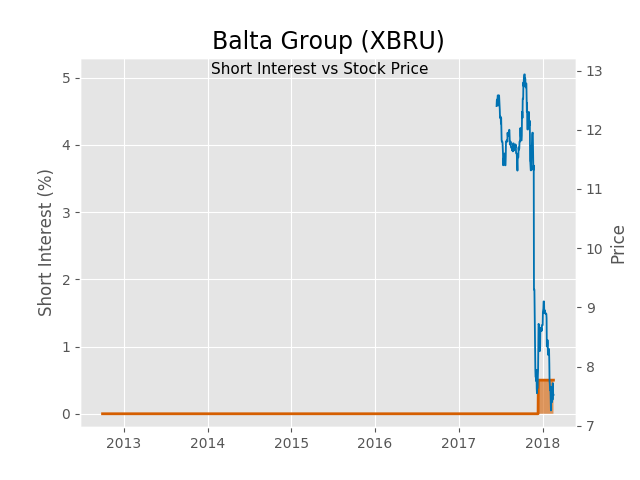 Balta Group (XBRU)
Short Interest vs Stock Price
Short Interest (%)
5
4
3
2
1
0
13
12
11
10
9
8
7
Price
2013 2014 2015 2016 2017 2018